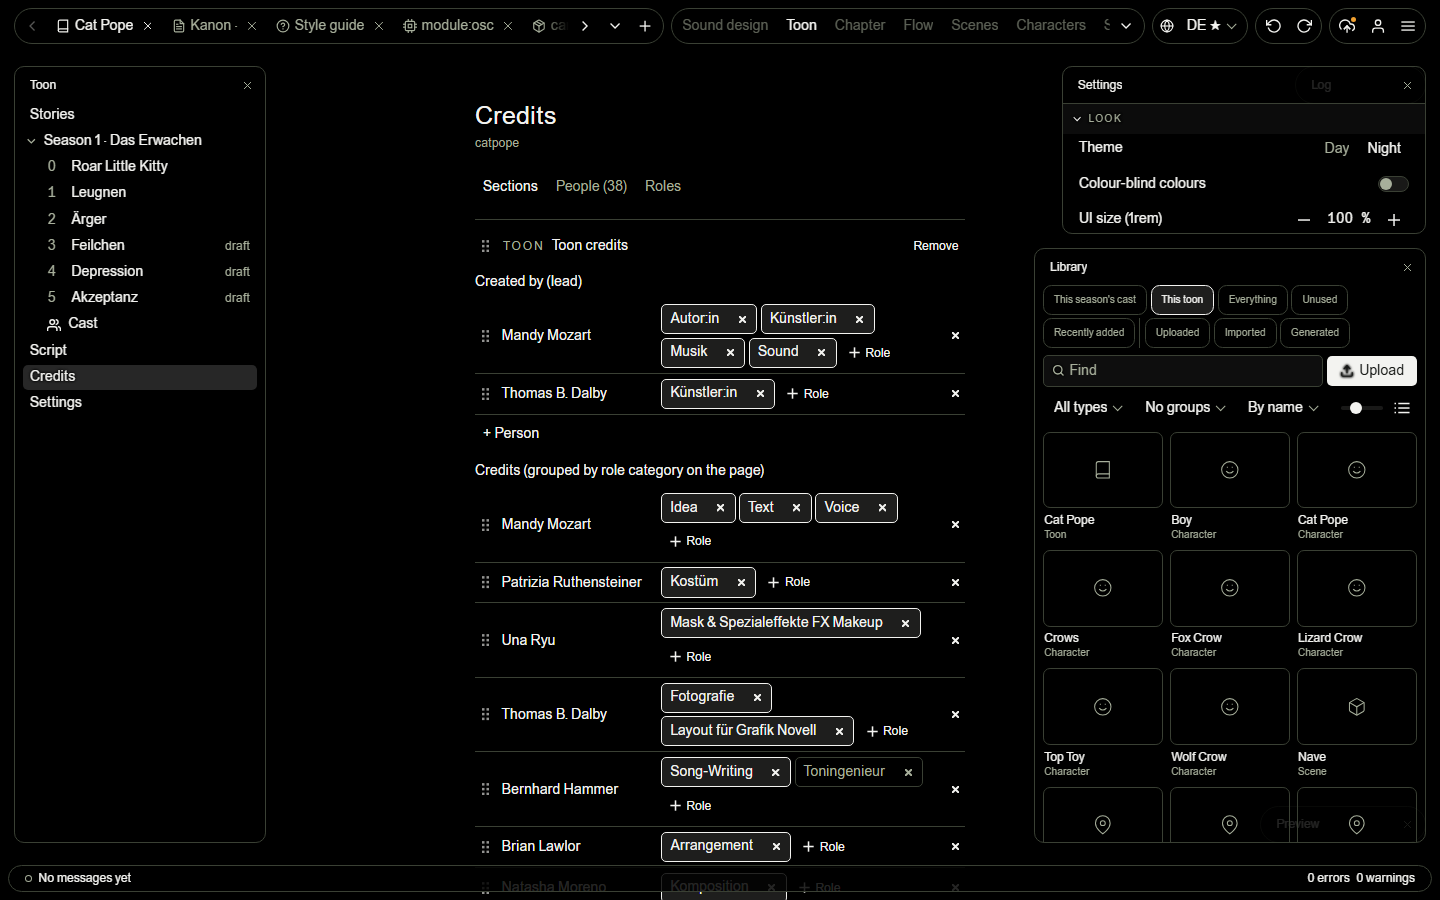 Cat Pope
Kanon ·
Style guide
module:osc
ca
Sound design
Toon
Chapter
Flow
Scenes
Characters
S
DE ★
Toon
Stories
Season 1 · Das Erwachen
0 Roar Little Kitty
1 Leugnen
2 Ärger
3 Feilchen draft
4 Depression draft
5 Akzeptanz draft
Cast
Script
Credits
Settings
Credits
catpope
Sections People (38) Roles
TOON Toon credits Remove
Created by (lead)
Autor:in Künstler:in
Mandy Mozart
Musik Sound + Role
Thomas B. Dalby Künstler:in + Role
+ Person
Credits (grouped by role category on the page)
Idea Text Voice
Mandy Mozart
+ Role
Patrizia Ruthensteiner Kostüm + Role
Mask & Spezialeffekte FX Makeup
Una Ryu
+ Role
Fotografie
Thomas B. Dalby
Layout für Grafik Novell + Role
Song-Writing Toningenieur
Bernhard Hammer
+ Role
Brian Lawlor Arrangement + Role
Natasha Moreno Komposition + Role
Settings Log
LOOK
Theme Day Night
Colour-blind colours
UI size (1rem) — 100 % +
Library
This season's cast This toon Everything Unused
Recently added Uploaded Imported Generated
Find Upload
All types No groups By name
Cat Pope Boy Cat Pope
Toon Character Character
Crows Fox Crow Lizard Crow
Character Character Character
Top Toy Wolf Crow Nave
Character Character Scene
Preview
No messages yet
0 errors 0 warnings